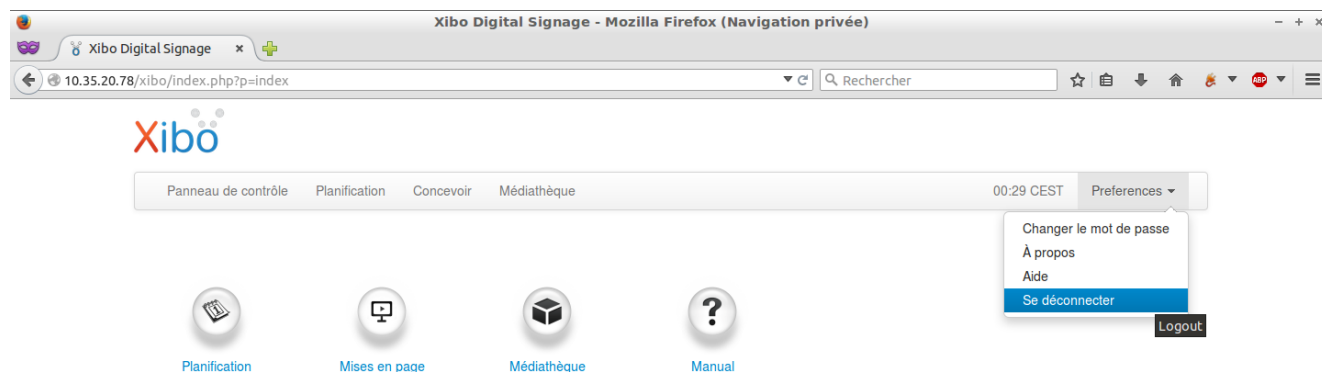 Xibo Digital Signage - Mozilla Firefox (Navigation privée)
Xibo Digital Signage
10.35.20.78/xibo/index.php?p=index
Rechercher
ABP
Xibo
Panneau de contrôle Planification Concevoir Médiathèque 00:29 CEST Preferences
Changer le mot de passe
À propos
Aide
Se déconnecter
Logout
Planification Mises en page Médiathèque Manual